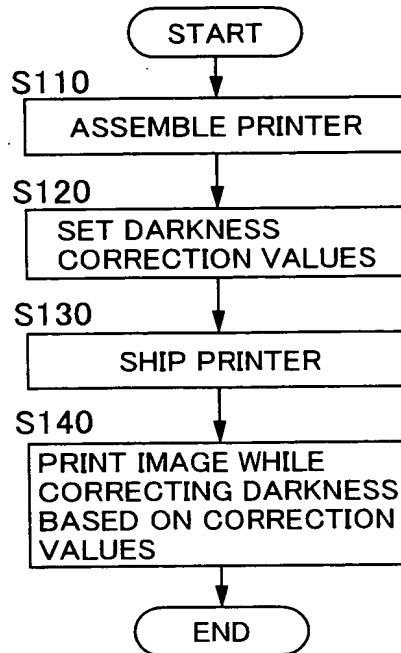 START
S110
ASSEMBLE PRINTER
S120
SET DARKNESS
CORRECTION VALUES
S130
SHIP PRINTER
S140
PRINT IMAGE WHILE
CORRECTING DARKNESS
BASED ON CORRECTION
VALUES
END